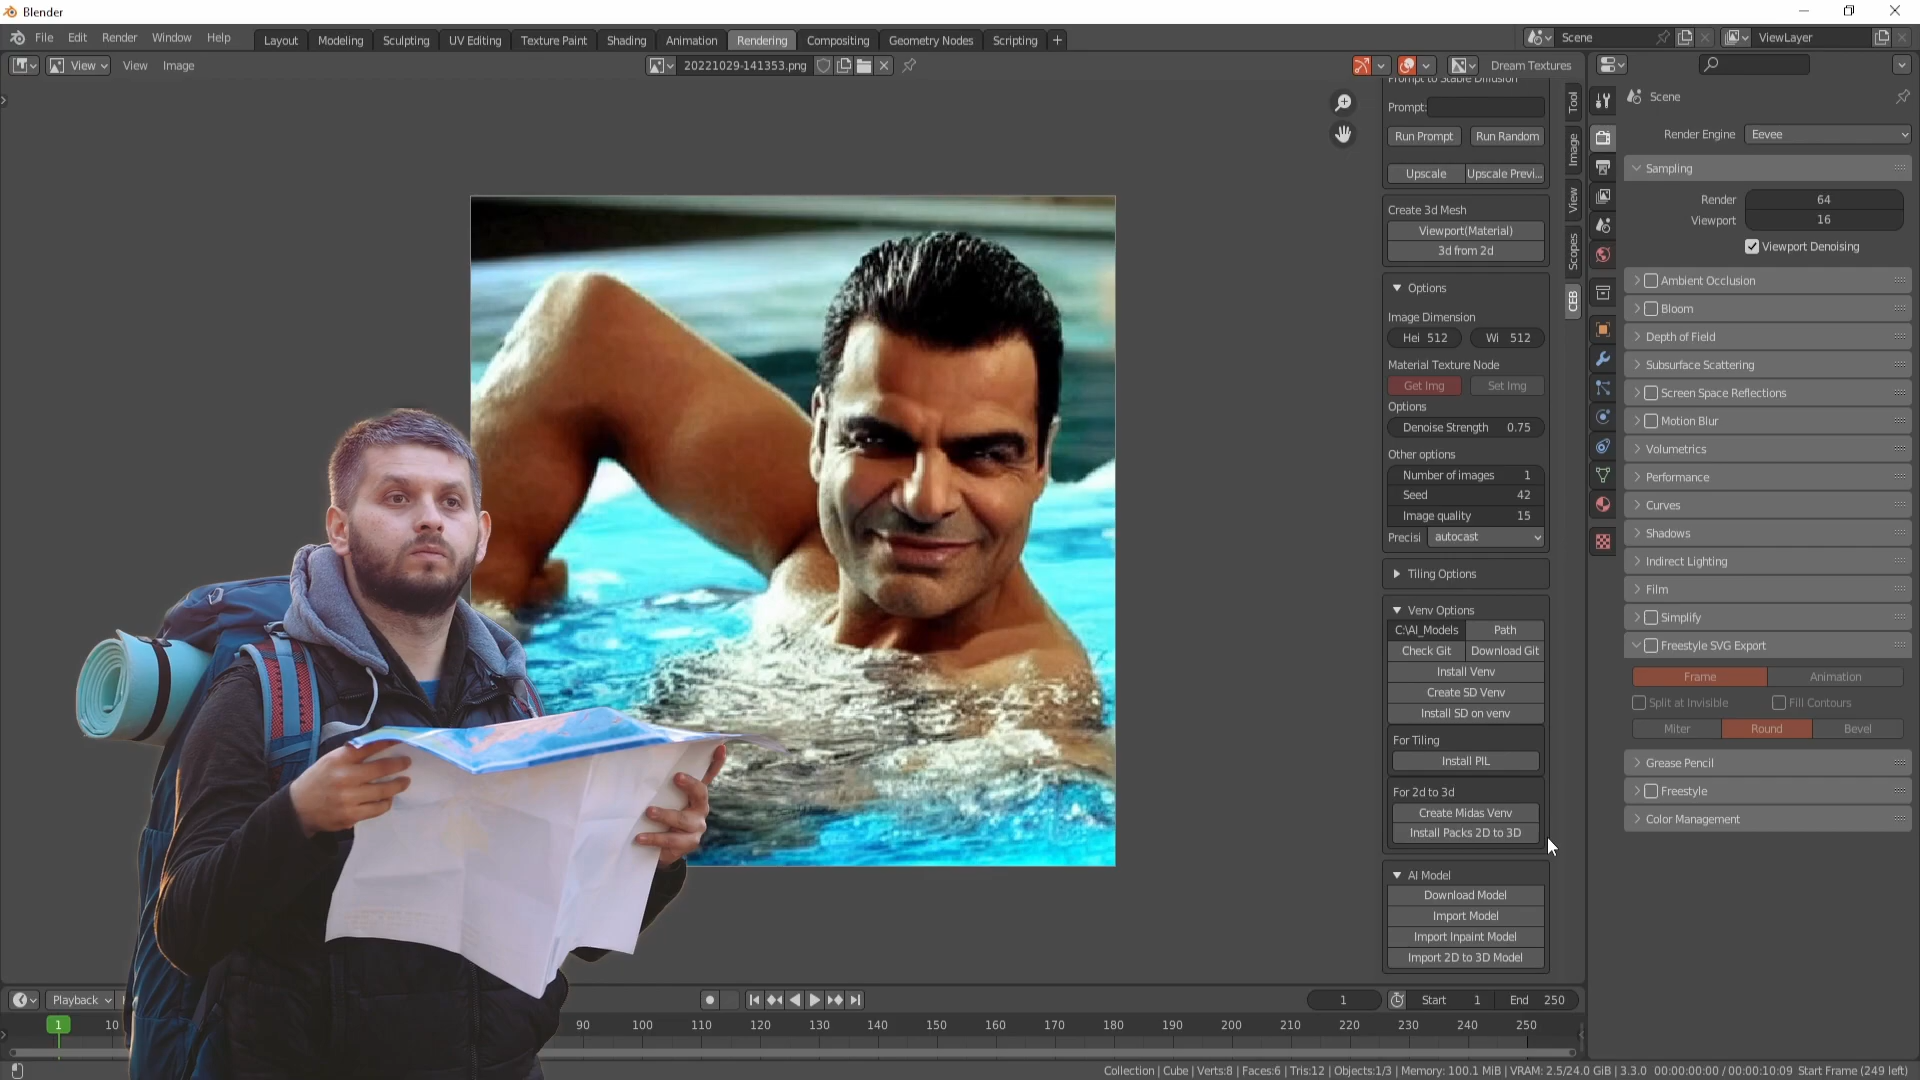 Blender
File Edit Render Window Help
Layout Modeling Sculpting UV Editing Texture Paint Shading Animation Rendering Compositing Geometry Nodes Scripting +
Scene
ViewLayer
View View Image
20221029-141353.png
Dream Textures
Prompt to Stable Diffusion
Prompt:
Run Prompt Run Random
Upscale Upscale Previ...
Create 3d Mesh
Viewport(Material)
3d from 2d
Options
Image Dimension
Hei 512 Wi 512
Material Texture Node
Get Img Set Img
Options
Denoise Strength 0.75
Other options
Number of images 1
Seed 42
Image quality 15
Precisi autocast
Tiling Options
Venv Options
C:\AI_Models Path
Check Git Download Git
Install Venv
Create SD Venv
Install SD on venv
For Tiling
Install PIL
For 2d to 3d
Create Midas Venv
Install Packs 2D to 3D
AI Model
Download Model
Import Model
Import Inpaint Model
Import 2D to 3D Model
Tool
Image
View
Scopes
CEB
Scene
Render Engine Eevee
Sampling
Render 64
Viewport 16
Viewport Denoising
Ambient Occlusion
Bloom
Depth of Field
Subsurface Scattering
Screen Space Reflections
Motion Blur
Volumetrics
Performance
Curves
Shadows
Indirect Lighting
Film
Simplify
Freestyle SVG Export
Frame Animation
Split at Invisible Fill Contours
Miter Round Bevel
Grease Pencil
Freestyle
Color Management
Playback
1 Start 1 End 250
1 10 90 100 110 120 130 140 150 160 170 180 190 200 210 220 230 240 250
Collection | Cube | Verts:8 | Faces:6 | Tris:12 | Objects:1/3 | Memory: 100.1 MiB | VRAM: 2.5/24.0 GiB | 3.3.0 00:00:00:00 / 00:00:10:09 Start Frame (249 left)